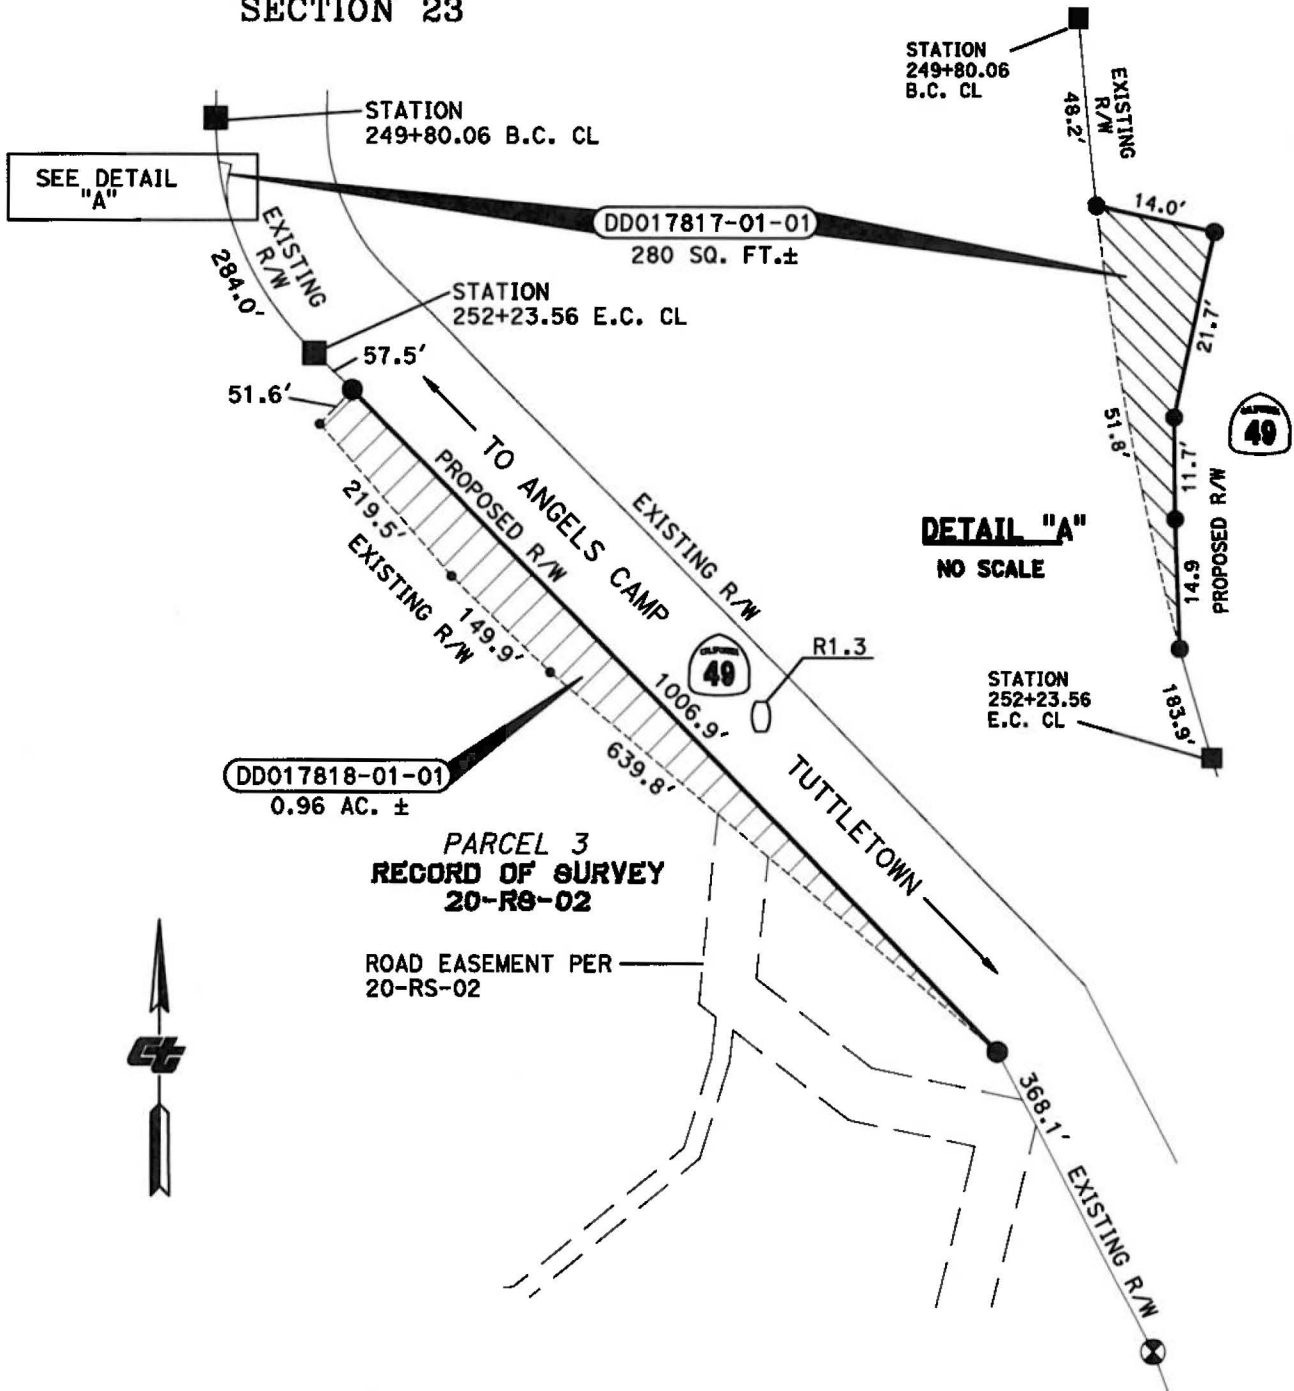 SECTION 23
STATION
249+80.06 B.C. CL
SEE DETAIL
"A"
EXISTING
R/W
284.0'
DD017817-01-01
280 SQ. FT.±
STATION
252+23.56 E.C. CL
57.5'
51.6'
219.5'
EXISTING R/W
149.9'
PROPOSED R/W
TO ANGELS CAMP
EXISTING R/W
CALIFORNIA
49
R1.3
1006.9'
639.8'
TUTTLETOWN
DD017818-01-01
0.96 AC. ±
PARCEL 3
RECORD OF SURVEY
20-RS-02
ROAD EASEMENT PER
20-RS-02
Ct
368.1'
EXISTING R/W
STATION
249+80.06
B.C. CL
EXISTING
R/W
48.2'
14.0'
21.7'
51.8'
11.7'
14.9
PROPOSED R/W
CALIFORNIA
49
DETAIL "A"
NO SCALE
STATION
252+23.56
E.C. CL
183.9'